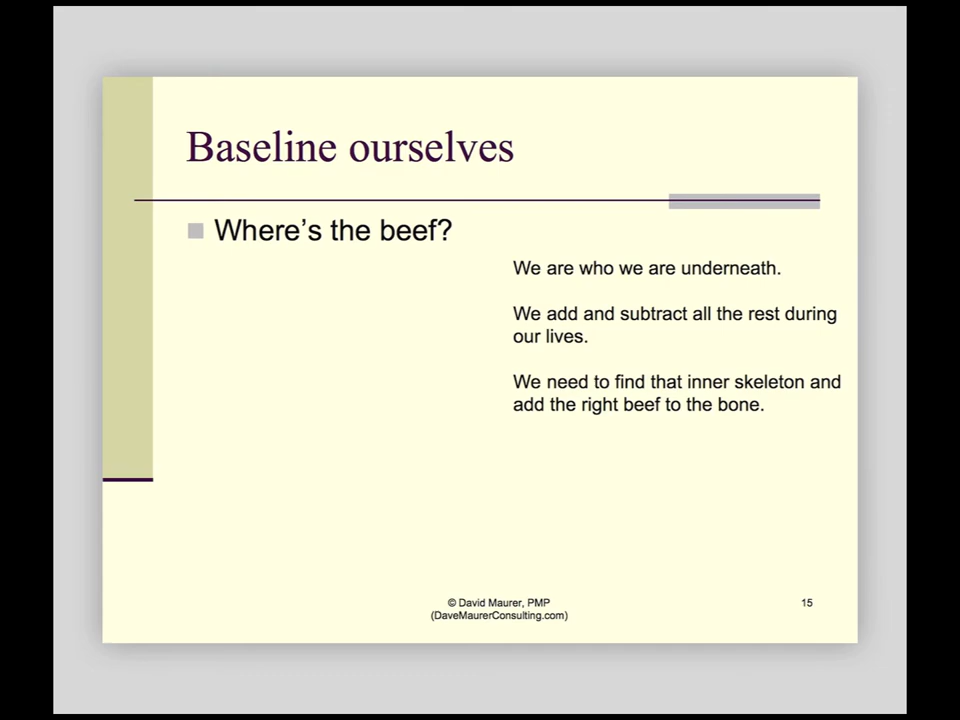 Baseline ourselves
Where's the beef?
We are who we are underneath.
We add and subtract all the rest during
our lives.
We need to find that inner skeleton and
add the right beef to the bone.
© David Maurer, PMP
(DaveMaurerConsulting.com)
15